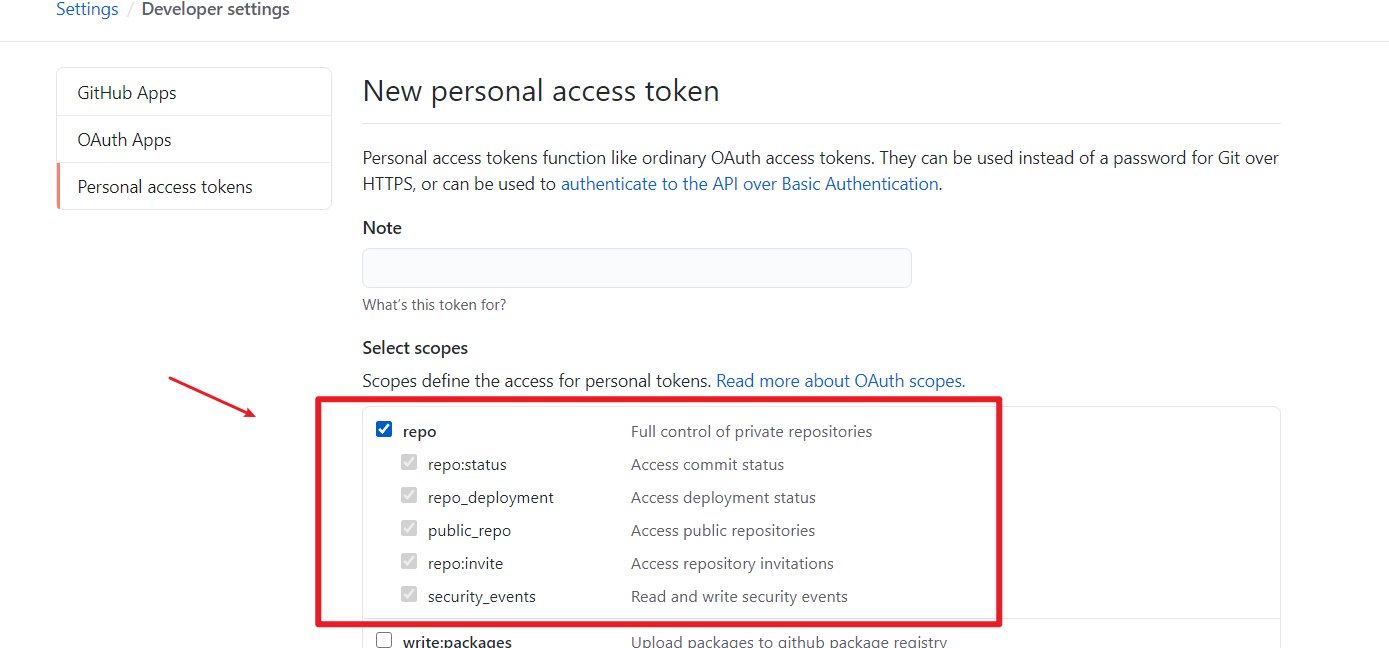 Settings / Developer settings
GitHub Apps
OAuth Apps
Personal access tokens
New personal access token
Personal access tokens function like ordinary OAuth access tokens. They can be used instead of a password for Git over
HTTPS, or can be used to authenticate to the API over Basic Authentication.
Note
What's this token for?
Select scopes
Scopes define the access for personal tokens. Read more about OAuth scopes.
repo Full control of private repositories
repo:status Access commit status
repo_deployment Access deployment status
public_repo Access public repositories
repo:invite Access repository invitations
security_events Read and write security events
write:packages Upload packages to github package registry